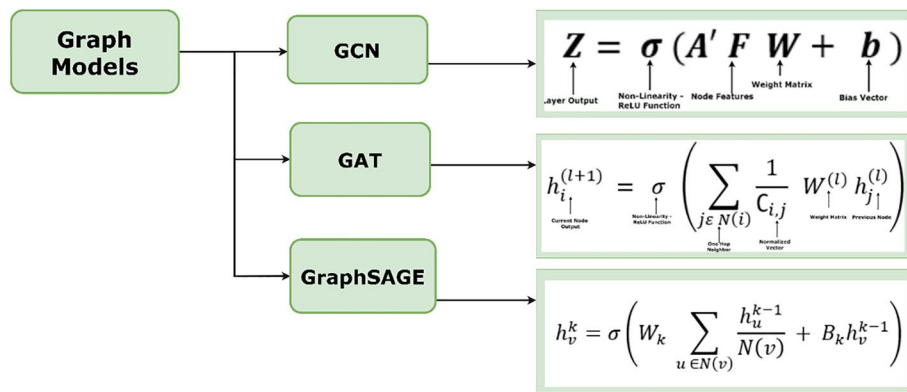 Graph
Models
GCN
GAT
GraphSAGE
Z = σ (A′ F W + b)
Layer Output
Non-Linearity -
ReLU Function
Node Features
Weight Matrix
Bias Vector
h_i^{(l+1)} = σ ( ∑_{jε N(i)} 1/C_{i,j} W^{(l)} h_j^{(l)} )
Current Node
Output
Non-Linearity -
ReLU Function
One Hop
Neighbor
Normalized
Vector
Weight Matrix
Previous Node
h_v^k = σ ( W_k ∑_{u ∈N(v)} h_u^{k-1}/N(v) + B_k h_v^{k-1} )